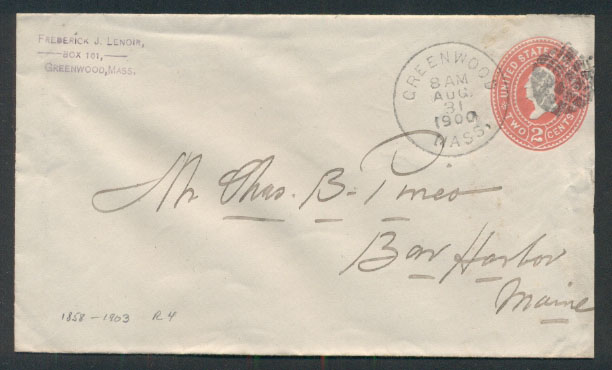 FREDERICK J. LENOIR,
BOX 101,
GREENWOOD, MASS.
GREENWOOD
8 AM
AUG.
31
1900
MASS.
UNITED STATES
TWO 2 CENTS
Mr Chas. B. Pineo
Bar Harbor
Maine
1858-1903 R4